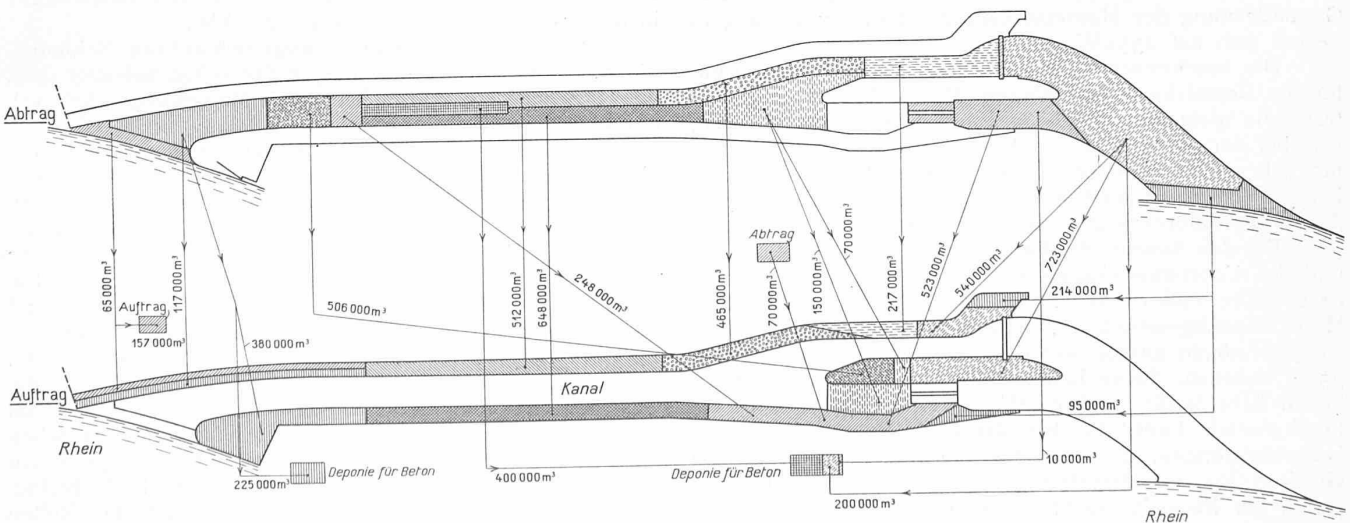 Abtrag
65 000 m³
117 000 m³
506 000 m³
512 000 m³
648 000 m³
248 000 m³
465 000 m³
Abtrag
70 000 m³
150 000 m³
70 000 m³
217 000 m³
523 000 m³
540 000 m³
723 000 m³
214 000 m³
Auftrag
157 000 m³
380 000 m³
Auftrag
Kanal
95 000 m³
Rhein
Deponie für Beton
225 000 m³
400 000 m³
Deponie für Beton
10 000 m³
200 000 m³
Rhein